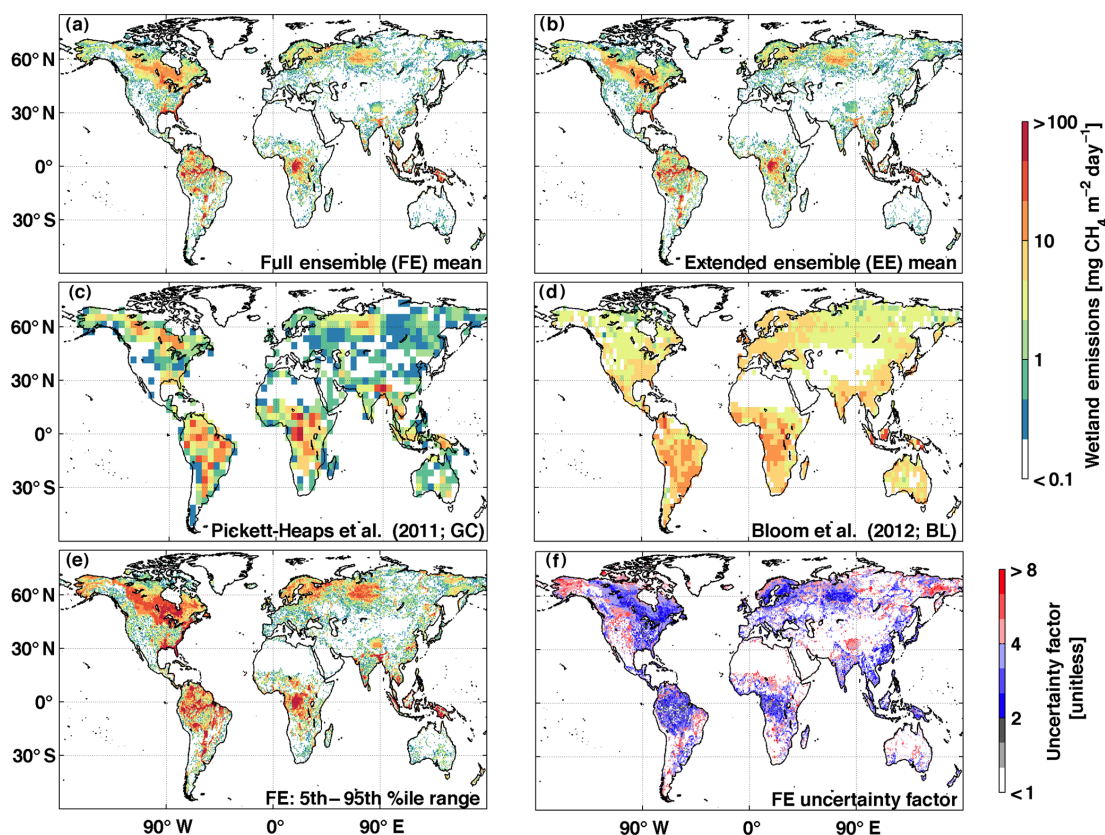 (a)
(b)
60° N
30° N
0°
30° S
Full ensemble (FE) mean
Extended ensemble (EE) mean
(c)
(d)
60° N
30° N
0°
30° S
Pickett-Heaps et al. (2011; GC)
Bloom et al. (2012; BL)
>100
10
1
<0.1
Wetland emissions [mg CH₄ m⁻² day⁻¹]
(e)
(f)
60° N
30° N
0°
30° S
FE: 5th−95th %ile range
FE uncertainty factor
90° W
0°
90° E
90° W
0°
90° E
>8
4
2
<1
Uncertainty factor
[unitless]